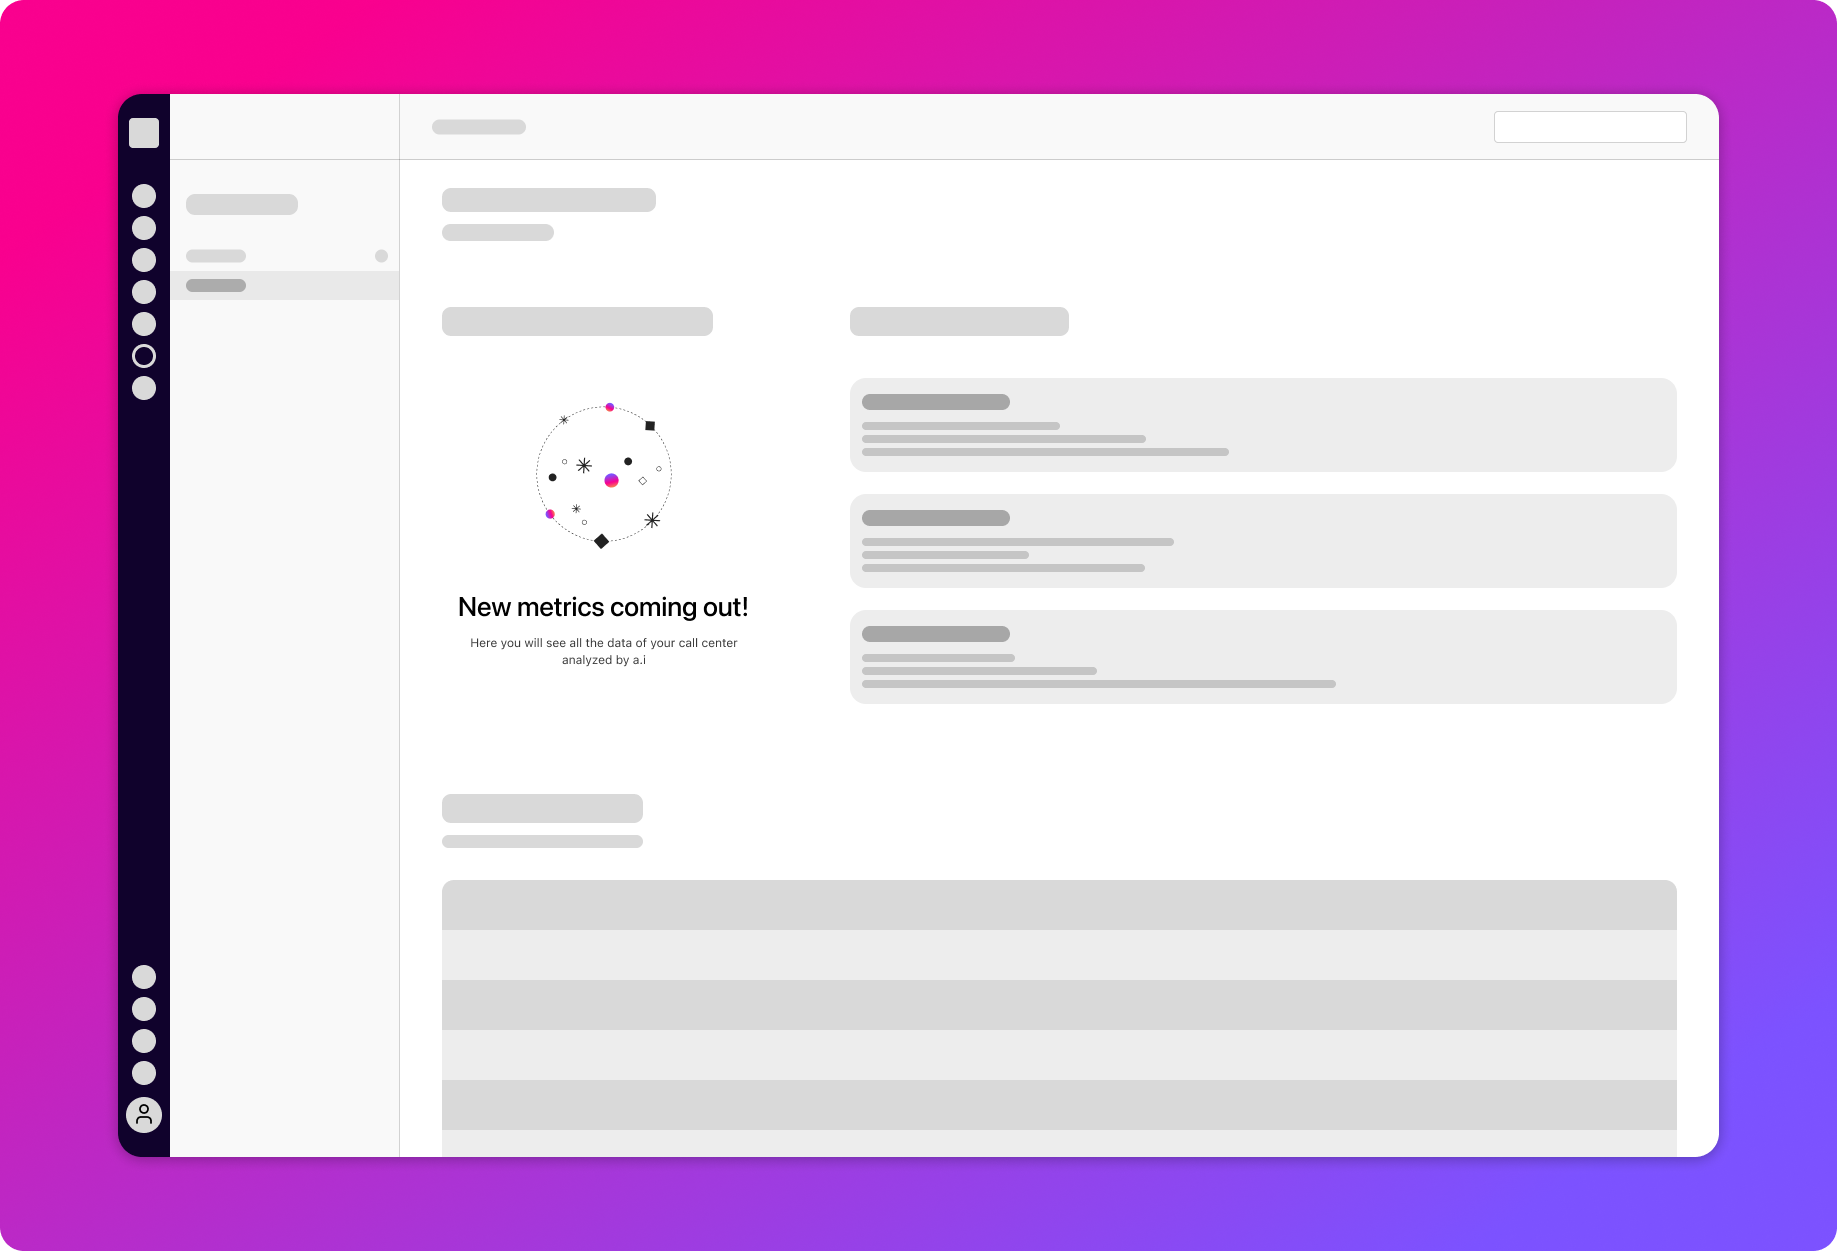 New metrics coming out!
Here you will see all the data of your call center
analyzed by a.i